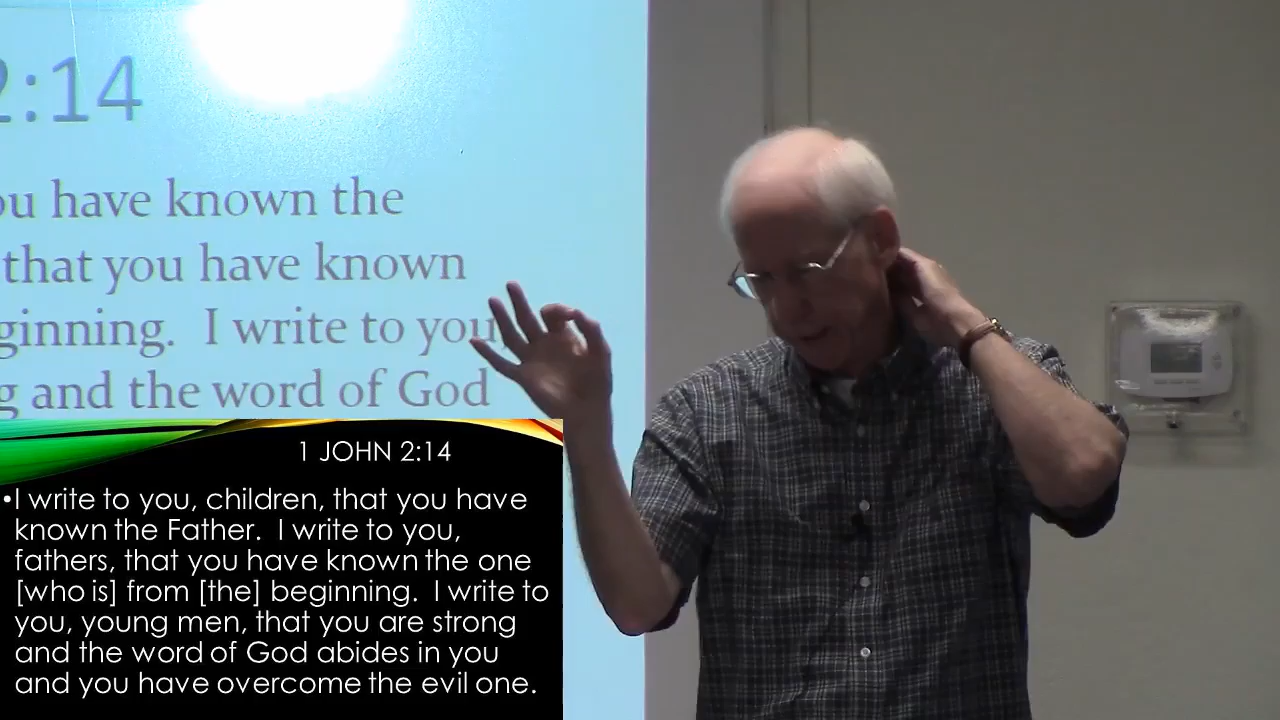 2:14
ou have known the
that you have known
ginning. I write to you
g and the word of God
1 JOHN 2:14
•I write to you, children, that you have
known the Father. I write to you,
fathers, that you have known the one
[who is] from [the] beginning. I write to
you, young men, that you are strong
and the word of God abides in you
and you have overcome the evil one.